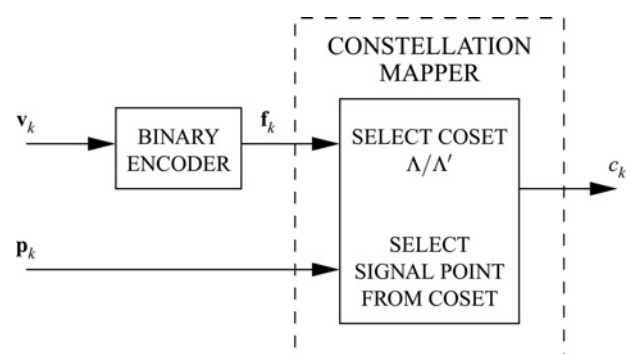 CONSTELLATION
MAPPER
v_k
BINARY
ENCODER
f_k
SELECT COSET
Λ/Λ′
c_k
p_k
SELECT
SIGNAL POINT
FROM COSET